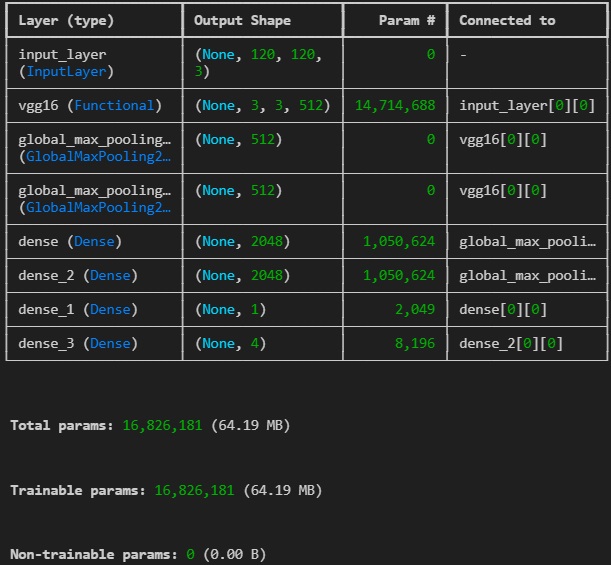 Layer (type) Output Shape Param # Connected to
input_layer (None, 120, 120, 0 -
(InputLayer) 3)
vgg16 (Functional) (None, 3, 3, 512) 14,714,688 input_layer[0][0]
global_max_pooling… (None, 512) 0 vgg16[0][0]
(GlobalMaxPooling2…
global_max_pooling… (None, 512) 0 vgg16[0][0]
(GlobalMaxPooling2…
dense (Dense) (None, 2048) 1,050,624 global_max_pooli…
dense_2 (Dense) (None, 2048) 1,050,624 global_max_pooli…
dense_1 (Dense) (None, 1) 2,049 dense[0][0]
dense_3 (Dense) (None, 4) 8,196 dense_2[0][0]
Total params: 16,826,181 (64.19 MB)
Trainable params: 16,826,181 (64.19 MB)
Non-trainable params: 0 (0.00 B)